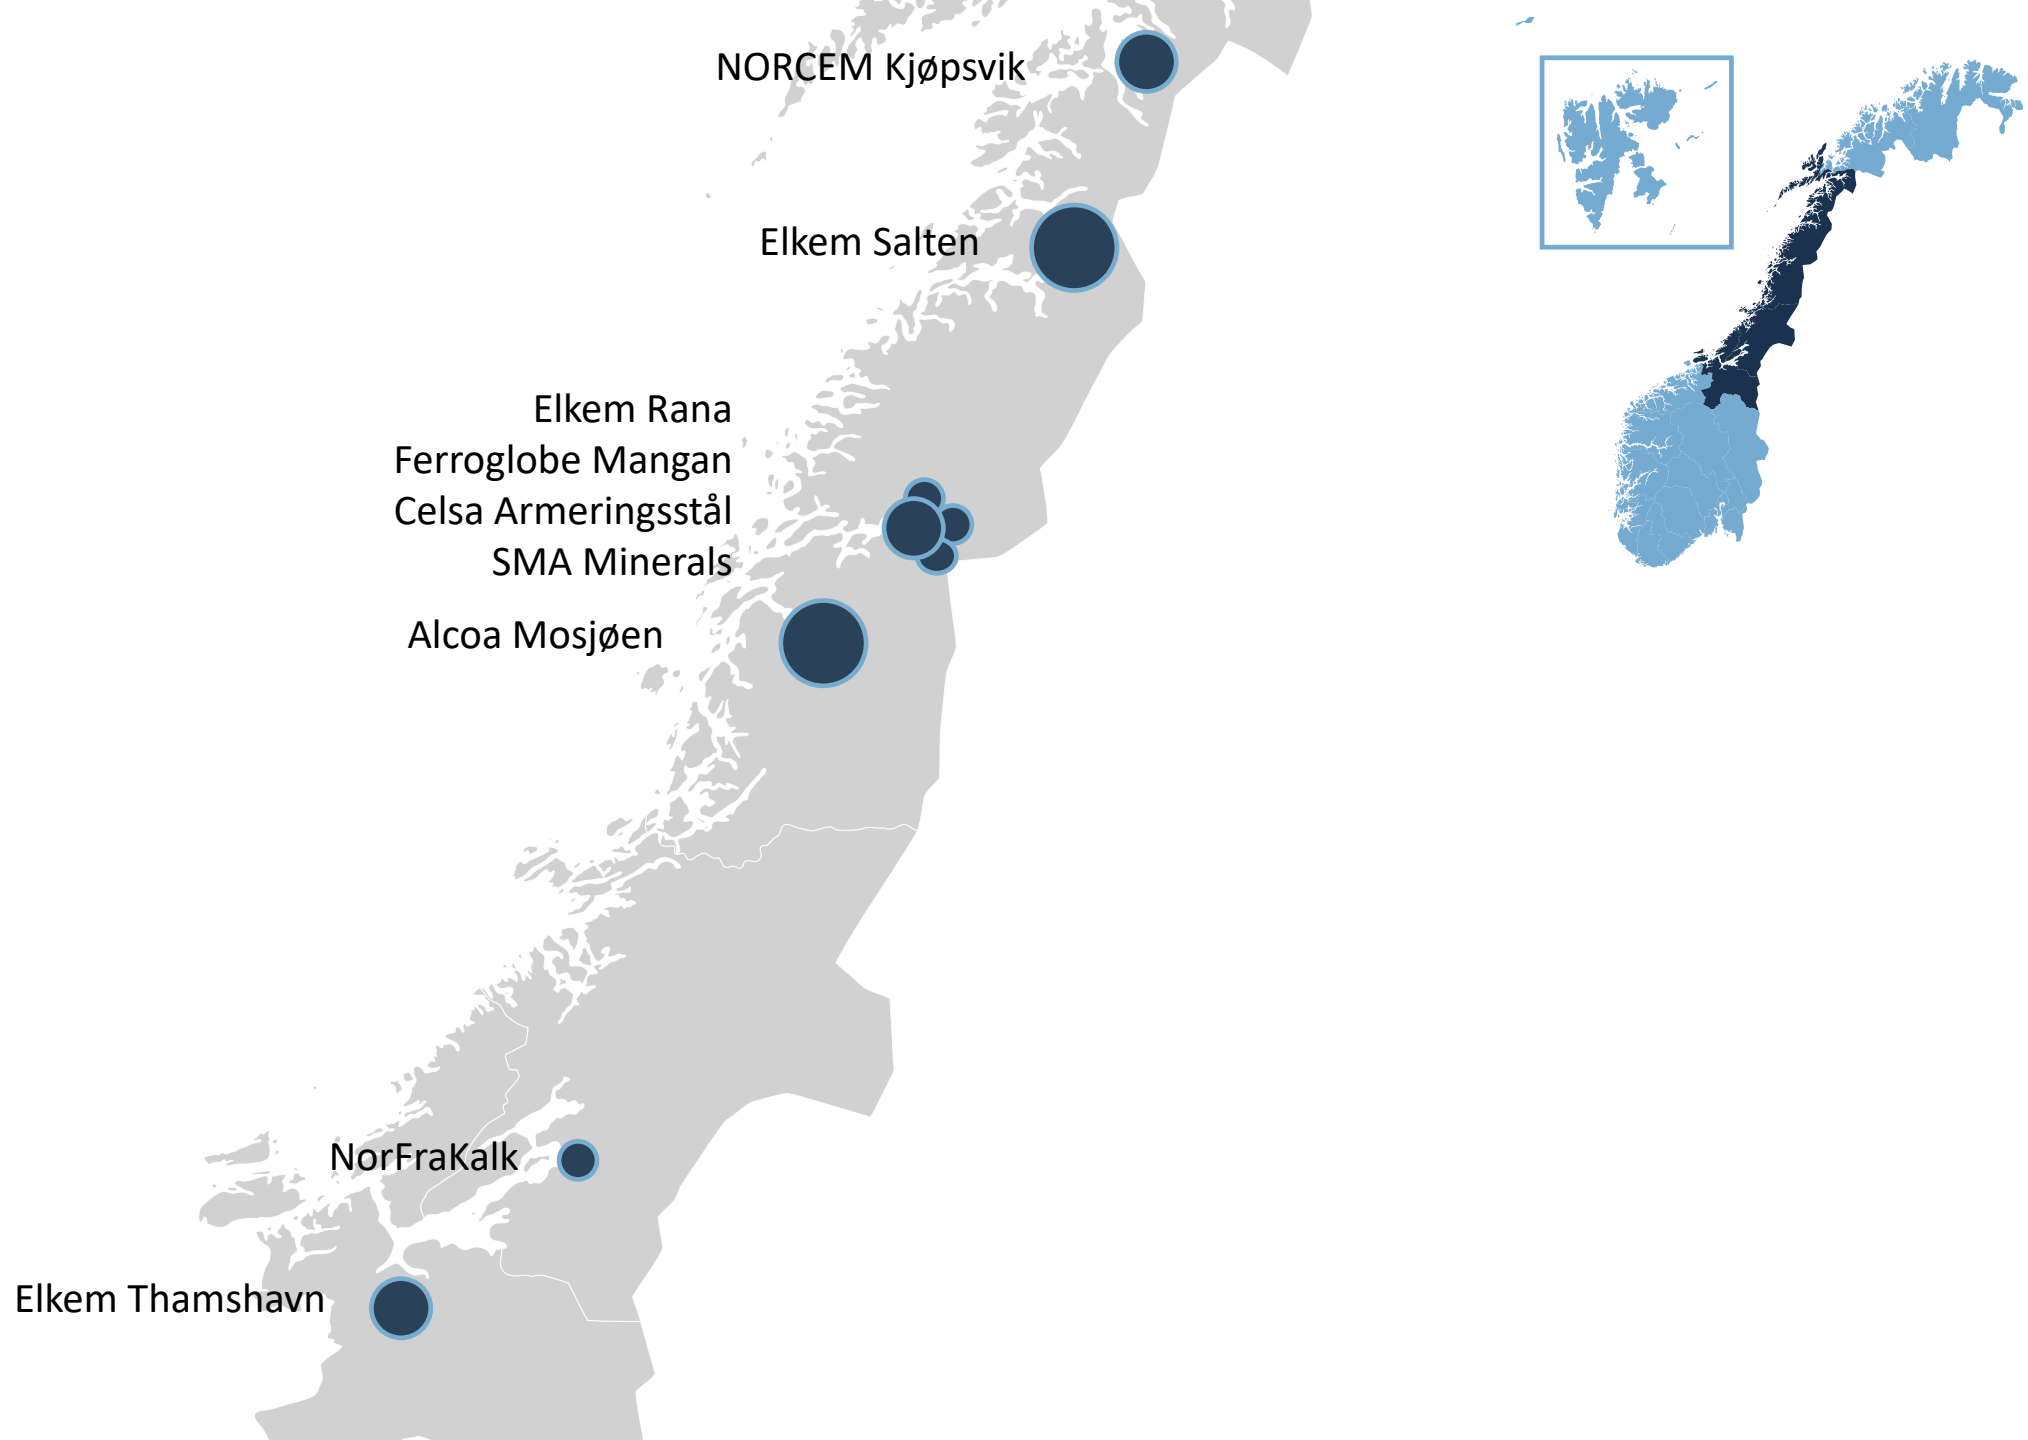 NORCEM Kjøpsvik
Elkem Salten
Elkem Rana
Ferroglobe Mangan
Celsa Armeringsstål
SMA Minerals
Alcoa Mosjøen
NorFraKalk
Elkem Thamshavn